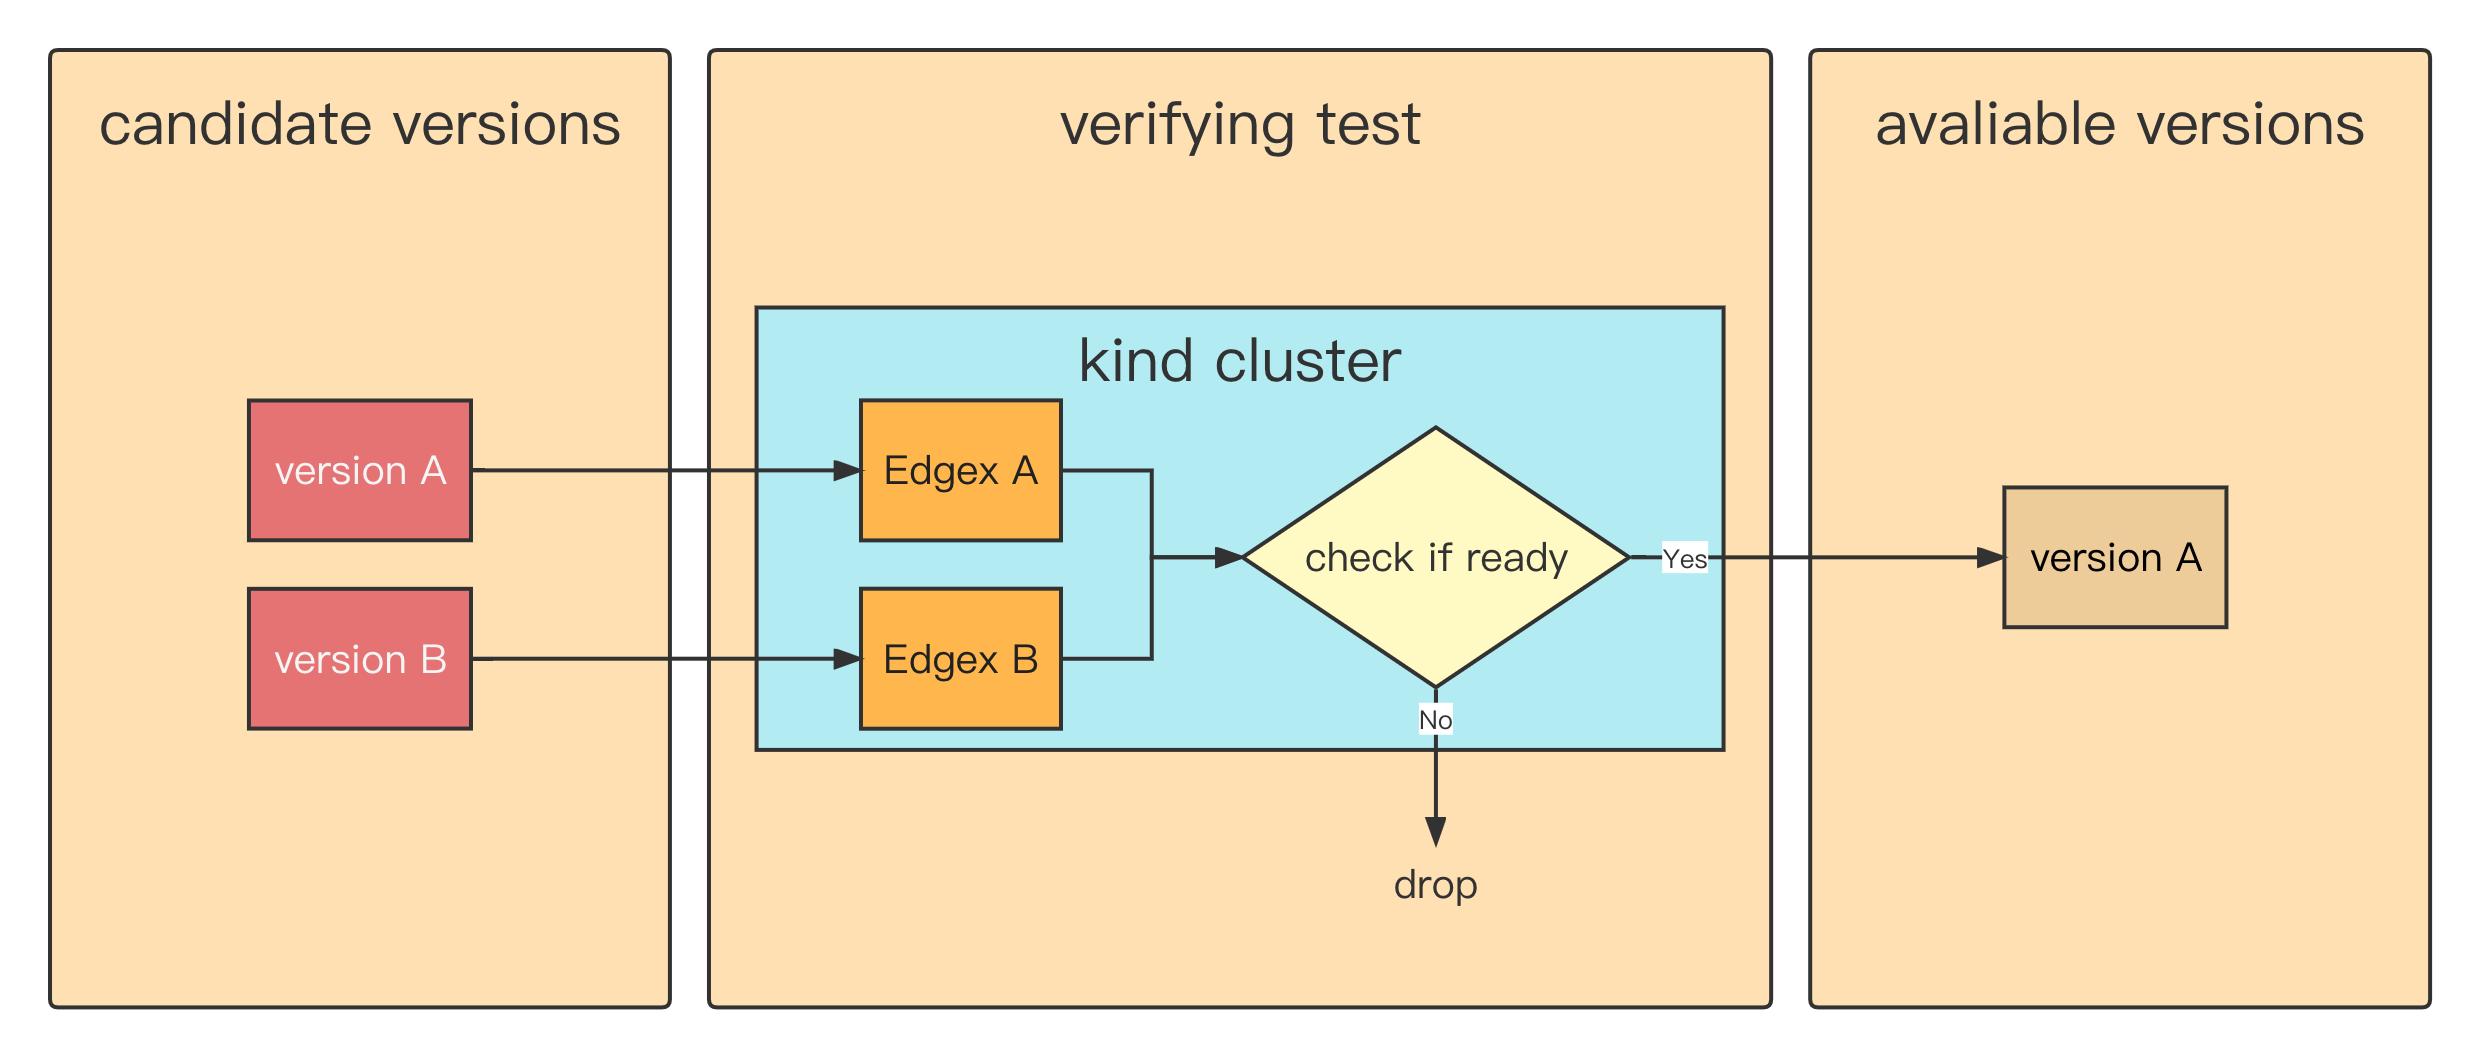 candidate versions
verifying test
avaliable versions
kind cluster
version A
Edgex A
check if ready
Yes
version A
version B
Edgex B
No
drop